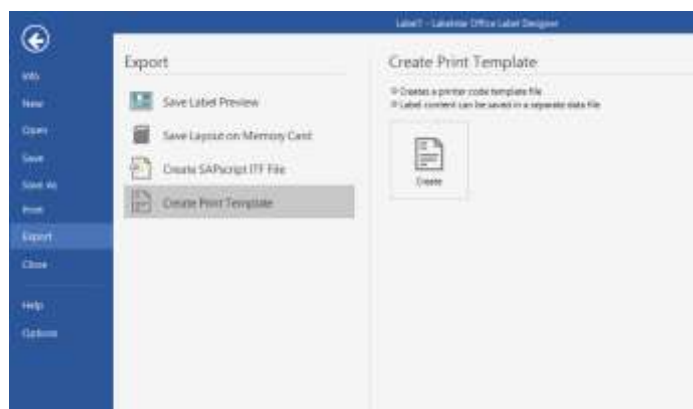 Label1 - Labelstar Office Label Designer
Info
New
Open
Save
Save As
Print
Export
Close
Help
Options
Export
Save Label Preview
Save Layout on Memory Card
Create SAPscript ITF File
Create Print Template
Create Print Template
Creates a printer code template file
Label content can be saved in a separate data file
Create